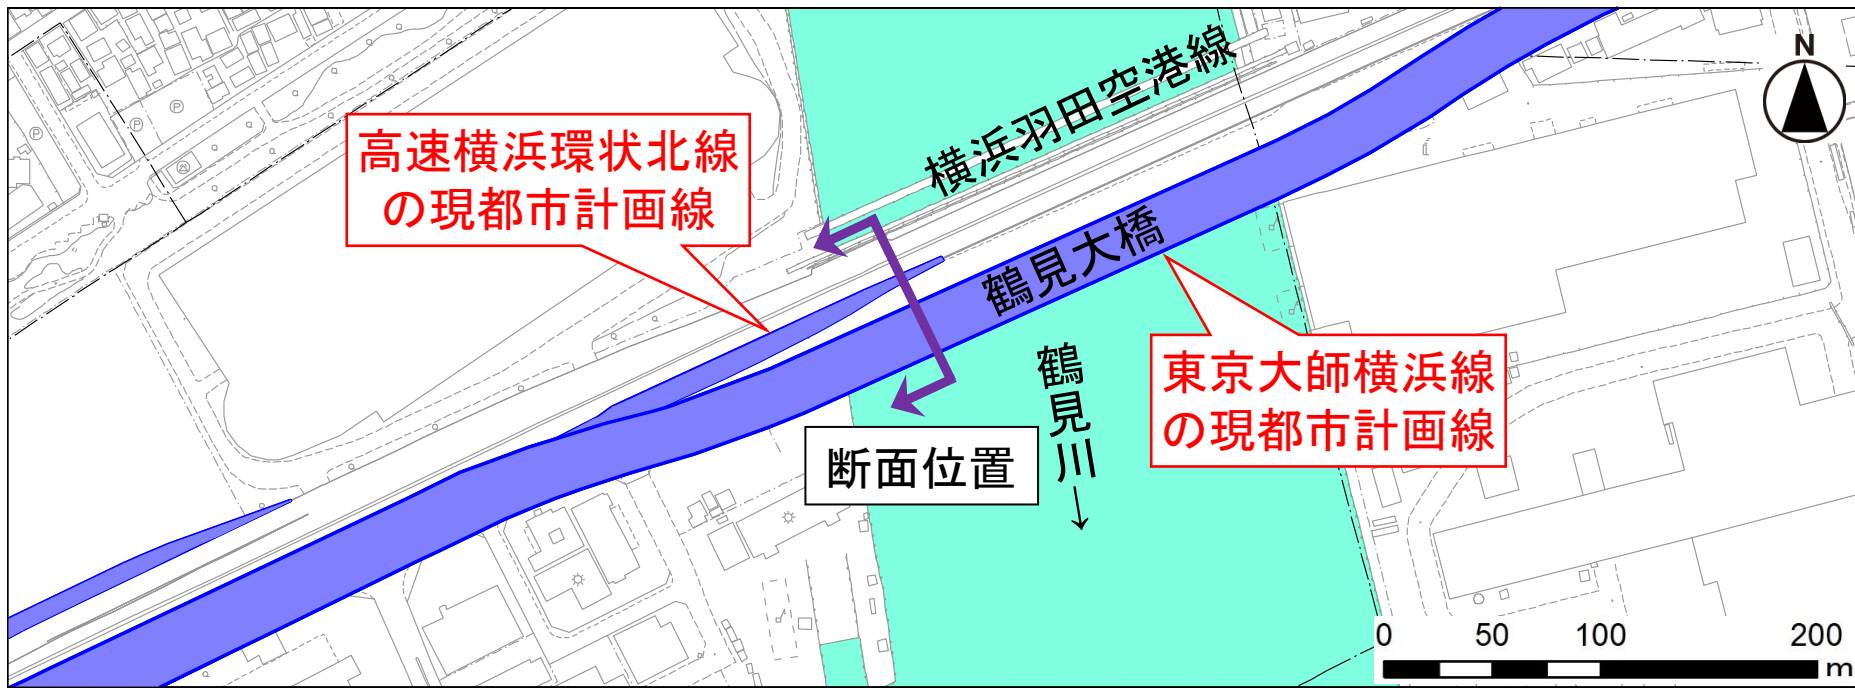 横浜羽田空港線
N
高速横浜環状北線
の現都市計画線
鶴見大橋
鶴見川→
東京大師横浜線
の現都市計画線
断面位置
0 50 100 200
m
P
P
P